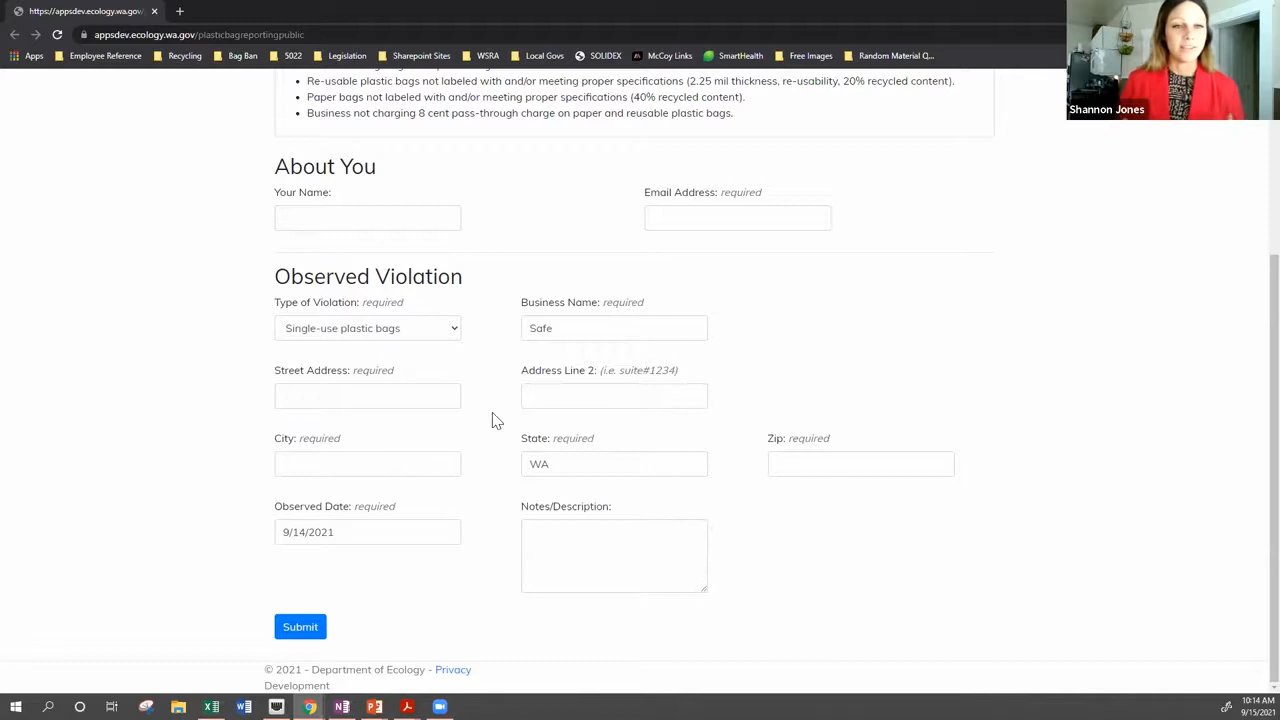 https://appsdev.ecology.wa.gov/
appsdev.ecology.wa.gov/plasticbagreportingpublic
Apps Employee Reference Recycling Bag Ban 5022 Legislation Sharepoint Sites WSRA Local Govs SOLIDEX McCoy Links SmartHealth Free Images Random Material Q...
Shannon Jones
• Re-usable plastic bags not labeled with and/or meeting proper specifications (2.25 mil thickness, re-usability, 20% recycled content).
• Paper bags not labeled with and/or meeting proper specifications (40% recycled content).
• Business not charging 8 cent pass-through charge on paper and reusable plastic bags.
About You
Your Name: Email Address: required
Observed Violation
Type of Violation: required Business Name: required
Single-use plastic bags Safe
Street Address: required Address Line 2: (i.e. suite#1234)
City: required State: required Zip: required
WA
Observed Date: required Notes/Description:
9/14/2021
Submit
© 2021 - Department of Ecology - Privacy
Development
10:14 AM
9/15/2021